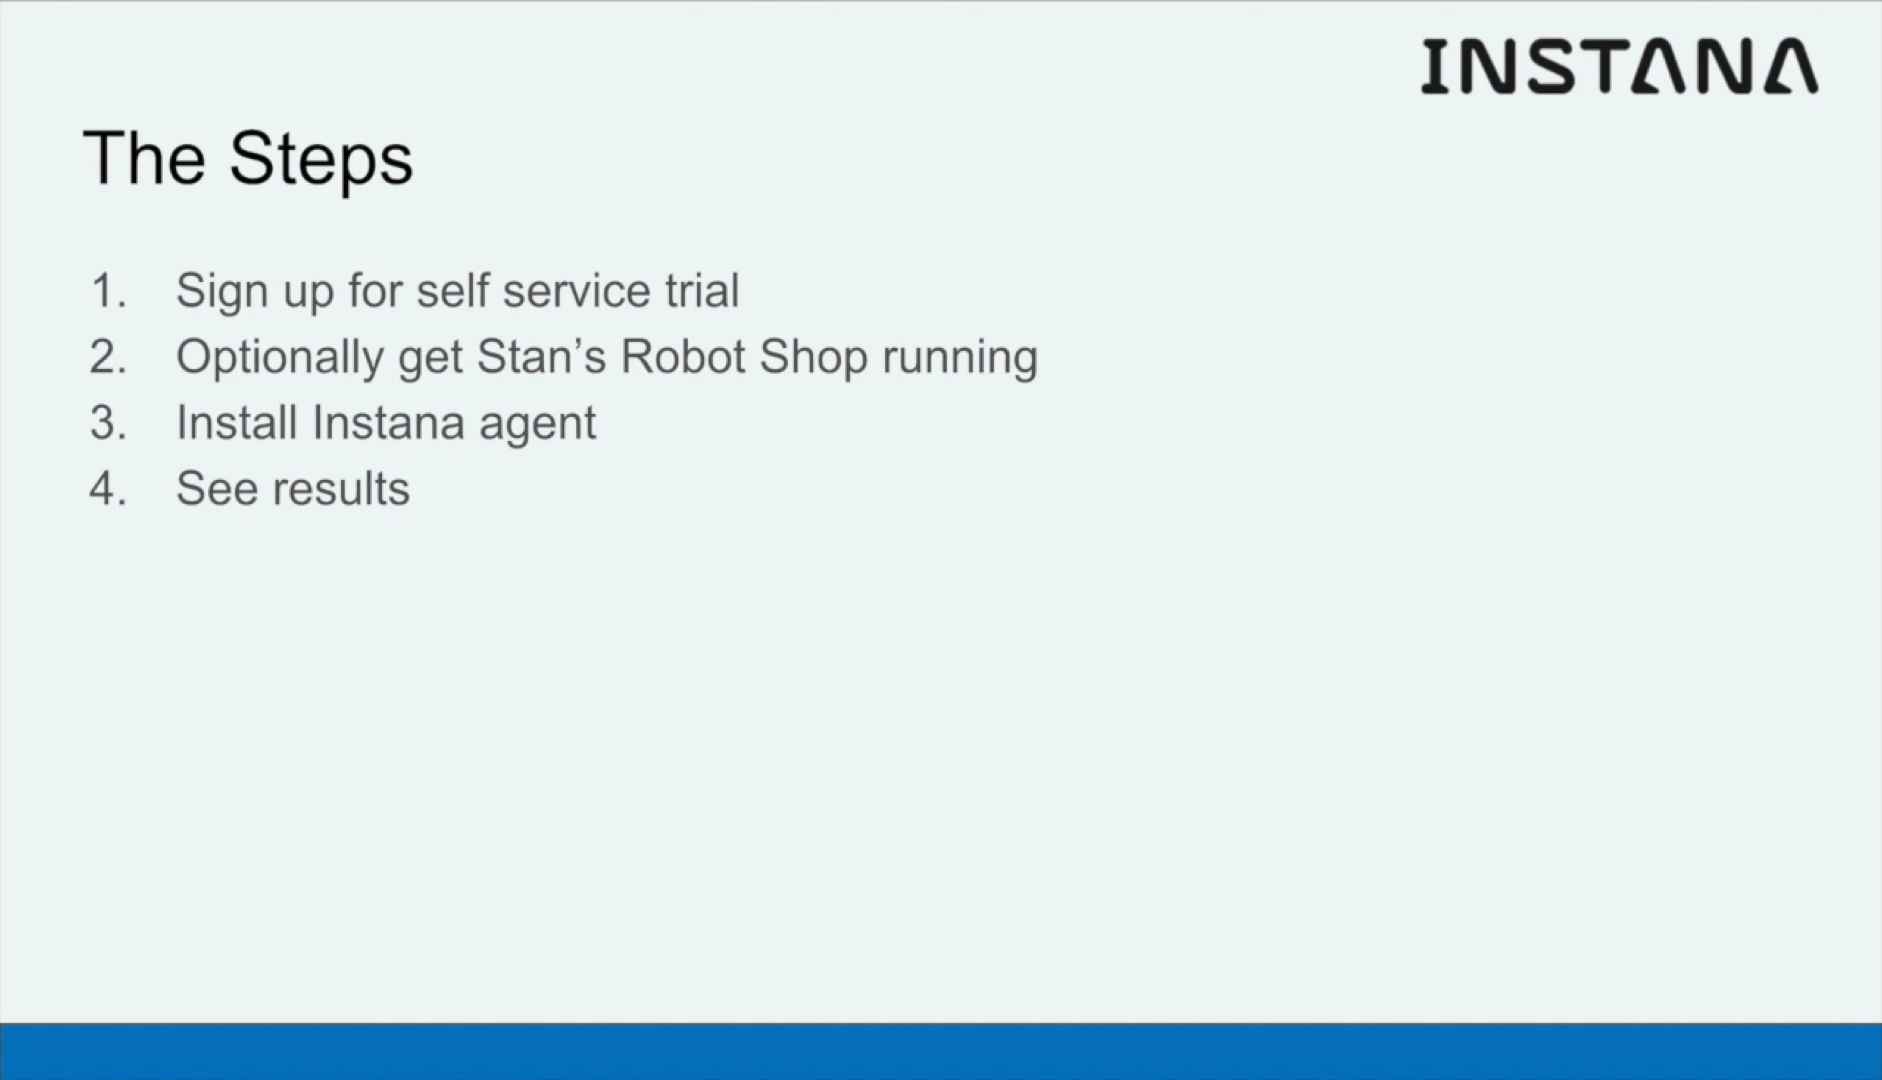 INSTANA
The Steps
1. Sign up for self service trial
2. Optionally get Stan’s Robot Shop running
3. Install Instana agent
4. See results